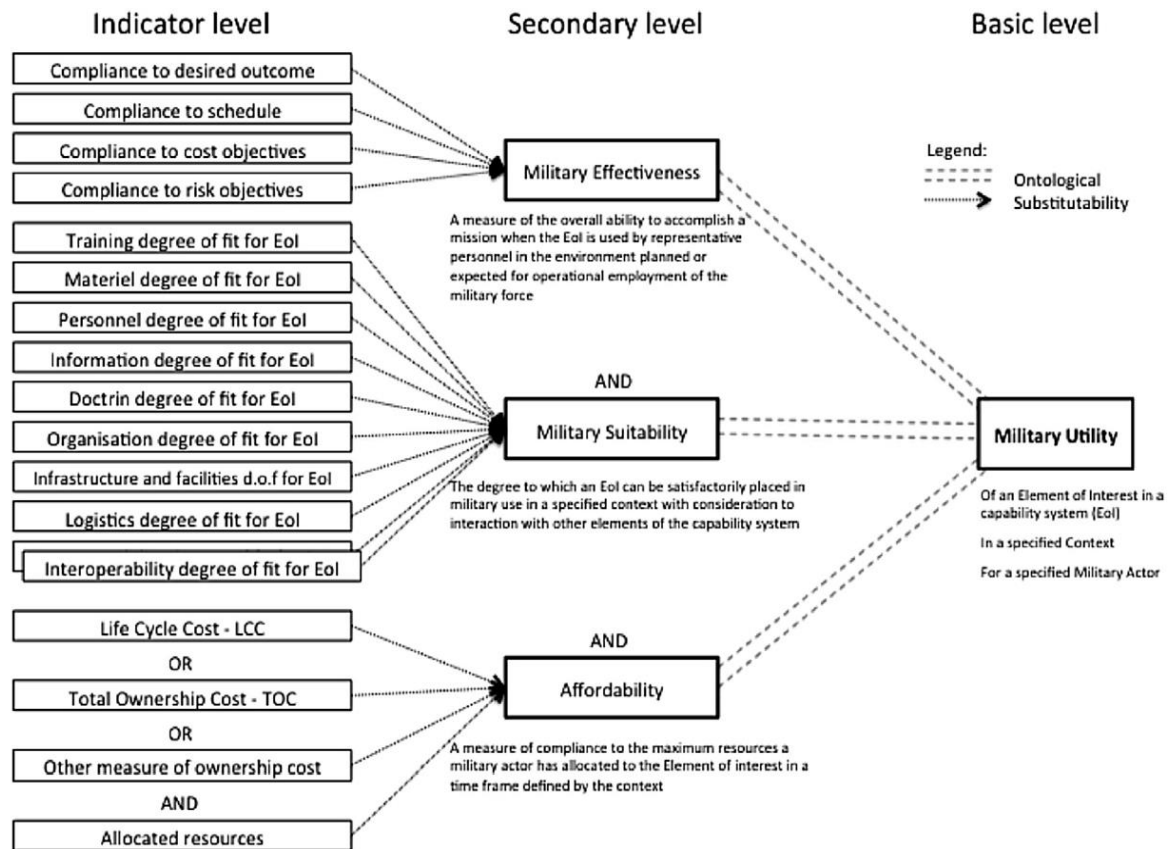 Indicator level
Secondary level
Basic level
Compliance to desired outcome
Compliance to schedule
Compliance to cost objectives
Compliance to risk objectives
Training degree of fit for EoI
Materiel degree of fit for EoI
Personnel degree of fit for EoI
Information degree of fit for EoI
Doctrin degree of fit for EoI
Organisation degree of fit for EoI
Infrastructure and facilities d.o.f for EoI
Logistics degree of fit for EoI
Interoperability degree of fit for EoI
Life Cycle Cost - LCC
OR
Total Ownership Cost - TOC
OR
Other measure of ownership cost
AND
Allocated resources
Military Effectiveness
A measure of the overall ability to accomplish a
mission when the EoI is used by representative
personnel in the environment planned or
expected for operational employment of the
military force
AND
Military Suitability
The degree to which an EoI can be satisfactorily placed in
military use in a specified context with consideration to
interaction with other elements of the capability system
AND
Affordability
A measure of compliance to the maximum resources a
military actor has allocated to the Element of interest in a
time frame defined by the context
Legend:
Ontological
Substitutability
Military Utility
Of an Element of Interest in a
capability system (EoI)
In a specified Context
For a specified Military Actor